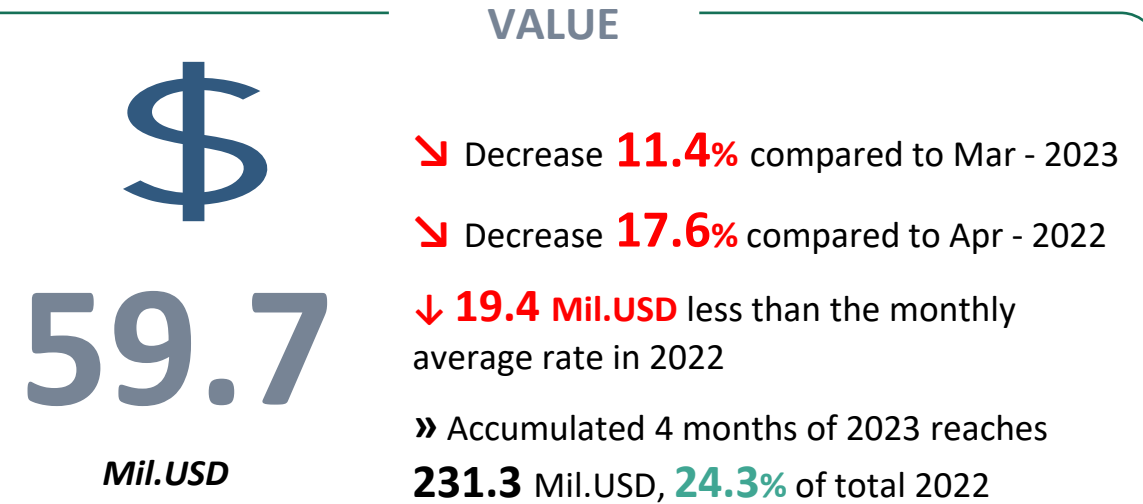 VALUE
$
↘ Decrease 11.4% compared to Mar - 2023
↘ Decrease 17.6% compared to Apr - 2022
59.7
↓ 19.4 Mil.USD less than the monthly
average rate in 2022
» Accumulated 4 months of 2023 reaches
Mil.USD
231.3 Mil.USD, 24.3% of total 2022